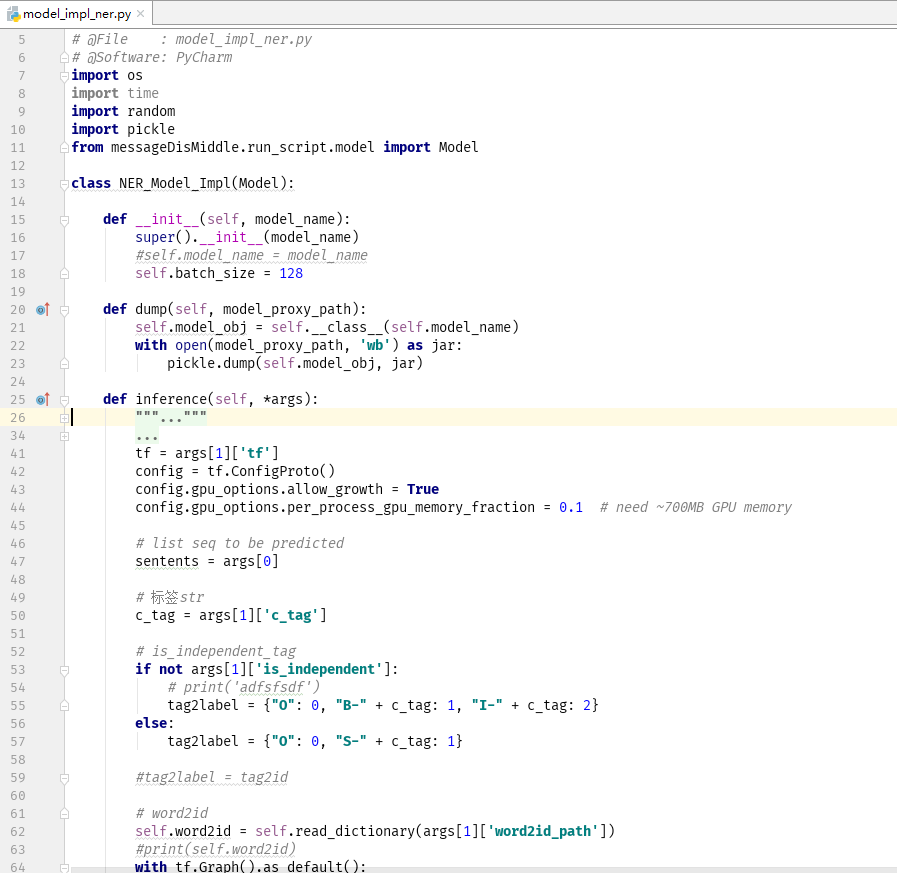 model_impl_ner.py
5 # @File    : model_impl_ner.py
6 # @Software: PyCharm
7 import os
8 import time
9 import random
10 import pickle
11 from messageDisMiddle.run_script.model import Model
12
13 class NER_Model_Impl(Model):
14
15     def __init__(self, model_name):
16         super().__init__(model_name)
17         #self.model_name = model_name
18         self.batch_size = 128
19
20     def dump(self, model_proxy_path):
21         self.model_obj = self.__class__(self.model_name)
22         with open(model_proxy_path, 'wb') as jar:
23             pickle.dump(self.model_obj, jar)
24
25     def inference(self, *args):
26         """..."""
34         ...
41         tf = args[1]['tf']
42         config = tf.ConfigProto()
43         config.gpu_options.allow_growth = True
44         config.gpu_options.per_process_gpu_memory_fraction = 0.1  # need ~700MB GPU memory
45
46         # list seq to be predicted
47         sentents = args[0]
48
49         # 标签str
50         c_tag = args[1]['c_tag']
51
52         # is_independent_tag
53         if not args[1]['is_independent']:
54             # print('adfsfsdf')
55             tag2label = {"O": 0, "B-" + c_tag: 1, "I-" + c_tag: 2}
56         else:
57             tag2label = {"O": 0, "S-" + c_tag: 1}
58
59         #tag2label = tag2id
60
61         # word2id
62         self.word2id = self.read_dictionary(args[1]['word2id_path'])
63         #print(self.word2id)
64         with tf.Graph().as_default():